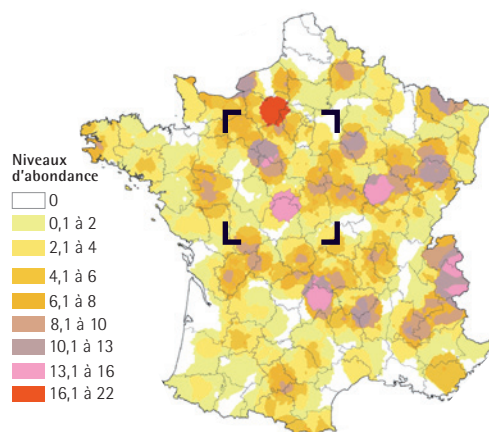 Niveaux
d'abondance
0
0,1 à 2
2,1 à 4
4,1 à 6
6,1 à 8
8,1 à 10
10,1 à 13
13,1 à 16
16,1 à 22